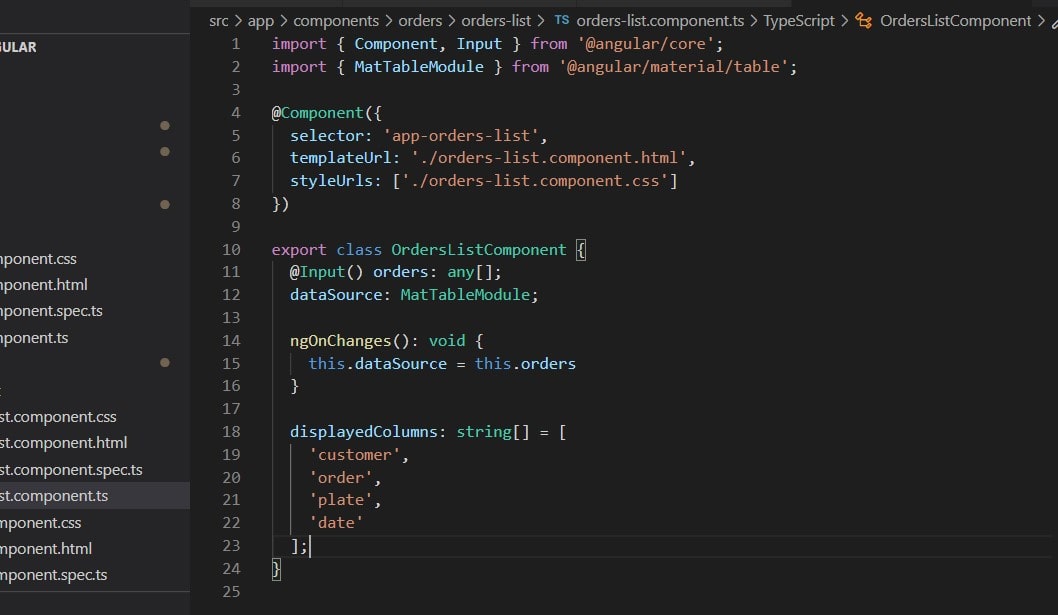 src > app > components > orders > orders-list > TS orders-list.component.ts > TypeScript > OrdersListComponent >
GULAR
mponent.css
mponent.html
mponent.spec.ts
mponent.ts
st.component.css
st.component.html
st.component.spec.ts
st.component.ts
mponent.css
mponent.html
mponent.spec.ts
1 import { Component, Input } from '@angular/core';
2 import { MatTableModule } from '@angular/material/table';
3
4 @Component({
5   selector: 'app-orders-list',
6   templateUrl: './orders-list.component.html',
7   styleUrls: ['./orders-list.component.css']
8 })
9
10 export class OrdersListComponent {
11   @Input() orders: any[];
12   dataSource: MatTableModule;
13
14   ngOnChanges(): void {
15     this.dataSource = this.orders
16   }
17
18   displayedColumns: string[] = [
19     'customer',
20     'order',
21     'plate',
22     'date'
23   ];
24 }
25